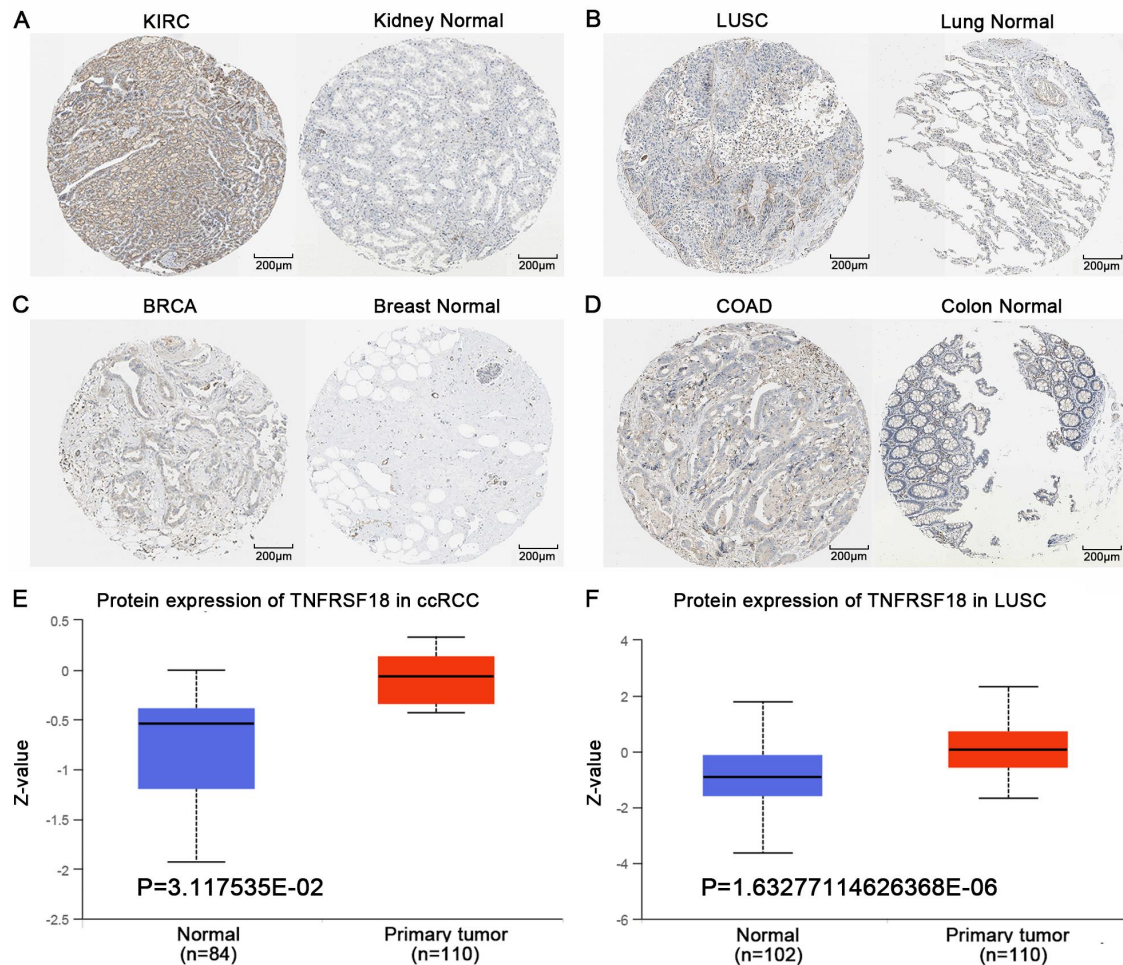 A
KIRC
Kidney Normal
200μm
200μm
B
LUSC
Lung Normal
200μm
200μm
C
BRCA
Breast Normal
200μm
200μm
D
COAD
Colon Normal
200μm
200μm
E
Protein expression of TNFRSF18 in ccRCC
Z-value
0.5
0
-0.5
-1
-1.5
-2
-2.5
P=3.117535E-02
Normal
(n=84)
Primary tumor
(n=110)
F
Protein expression of TNFRSF18 in LUSC
Z-value
4
2
0
-2
-4
-6
P=1.63277114626368E-06
Normal
(n=102)
Primary tumor
(n=110)